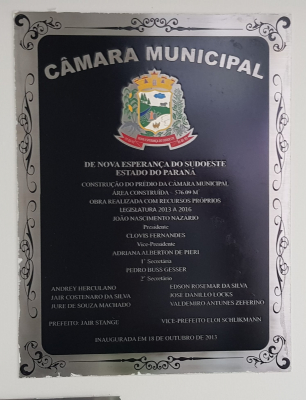 CÂMARA MUNICIPAL
DE NOVA ESPERANÇA DO SUDOESTE
ESTADO DO PARANÁ
CONSTRUÇÃO DO PRÉDIO DA CÂMARA MUNICIPAL
AREA CONSTRUÍDA - 576.09 M²
OBRA REALIZADA COM RECURSOS PRÓPRIOS
LEGISLATURA 2013 A 2016
JOÃO NASCIMENTO NAZARIO
Presidente
CLOVIS FERNANDES
Vice-Presidente
ADRIANA ALBERTON DE PIERI
1ª Secretária
PEDRO BUSS GESSER
2º Secretário
ANDREY HERCULANO
EDSON ROSEMAR DA SILVA
JAIR COSTENARO DA SILVA
JOSE DANILLO LOCKS
JURE DE SOUZA MACHADO
VALDEMIRO ANTUNES ZEFERINO
PREFEITO: JAIR STANGE
VICE-PREFEITO ELOI SCHLIKMANN
INAUGURADA EM 18 DE OUTUBRO DE 2015